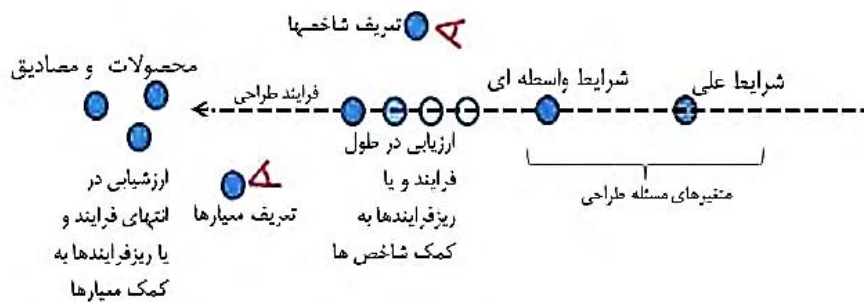 تعریف شاخصها
شرایط علی
شرایط واسطه ای
محصولات و مصادیق
فرایند طراحی
متغیرهای مسئله طراحی
ارزیابی در طول
فرایند و یا
ریزفرایندها به
کمک شاخص ها
تعریف معیارها
ارزشیابی در
انتهای فرایند و
یا ریزفرایندها به
کمک معیارها